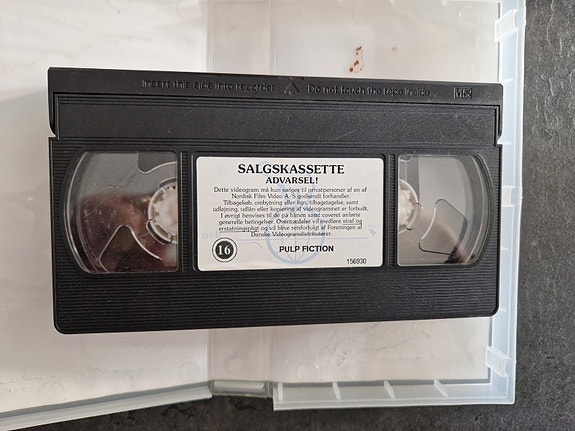 Insert this side into recorder △ Do not touch the tape inside VHS
SALGSKASSETTE
ADVARSEL!
Dette videogram må kun sælges til privatpersoner af en af
Nordisk Film Video A/S godkendt forhandler.
Tilbagekøb, ombytning eller lign. tilbagetagelse, samt
udlejning, udlån eller kopiering af videogrammet er forbudt.
I øvrigt henvises til de på filmen samt coveret anførte
generelle betingelser. Overtrædelse vil medføre straf og
erstatningspligt og vil blive retsforfulgt af Foreningen af
Danske Videogramdistributører.
16 PULP FICTION
156930